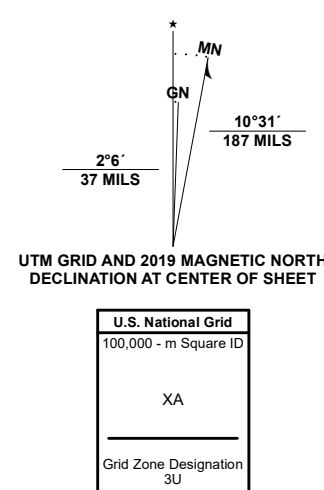 ★
MN
GN
10°31´
187 MILS
2°6´
37 MILS
UTM GRID AND 2019 MAGNETIC NORTH
DECLINATION AT CENTER OF SHEET
U.S. National Grid
100,000 - m Square ID
XA
Grid Zone Designation
3U